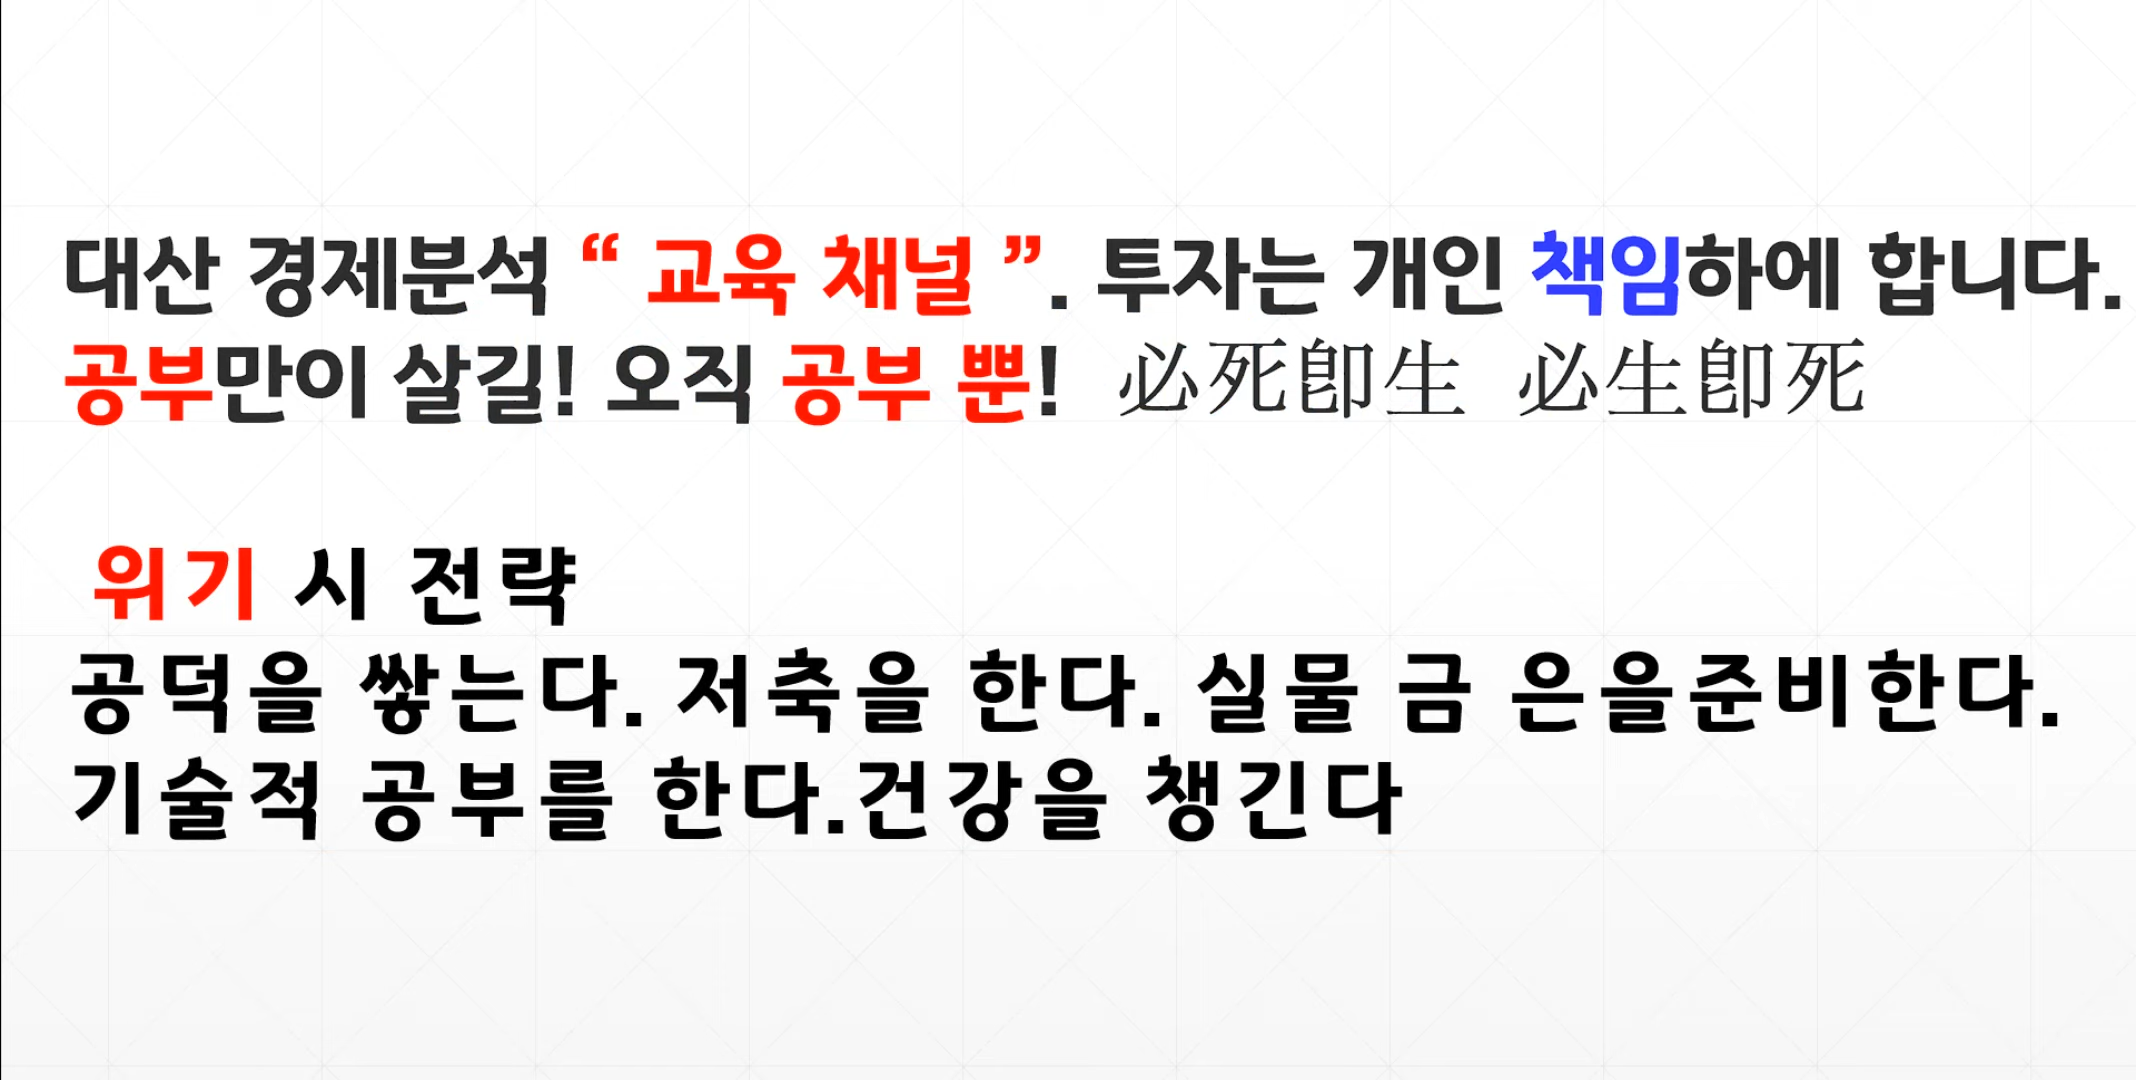 대산 경제분석 “ 교육 채널 ”. 투자는 개인 책임하에 합니다.
공부만이 살길! 오직 공부 뿐! 必死卽生 必生卽死
위기 시 전략
공덕을 쌓는다. 저축을 한다. 실물 금 은을준비한다.
기술적 공부를 한다.건강을 챙긴다